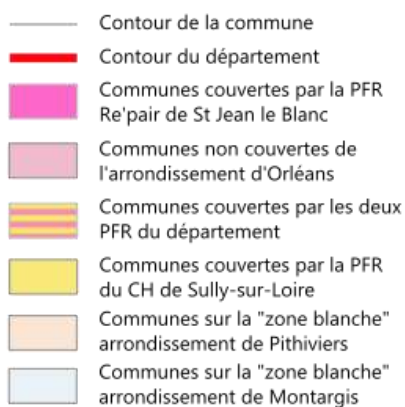 Contour de la commune
Contour du département
Communes couvertes par la PFR
Re'pair de St Jean le Blanc
Communes non couvertes de
l'arrondissement d'Orléans
Communes couvertes par les deux
PFR du département
Communes couvertes par la PFR
du CH de Sully-sur-Loire
Communes sur la "zone blanche"
arrondissement de Pithiviers
Communes sur la "zone blanche"
arrondissement de Montargis